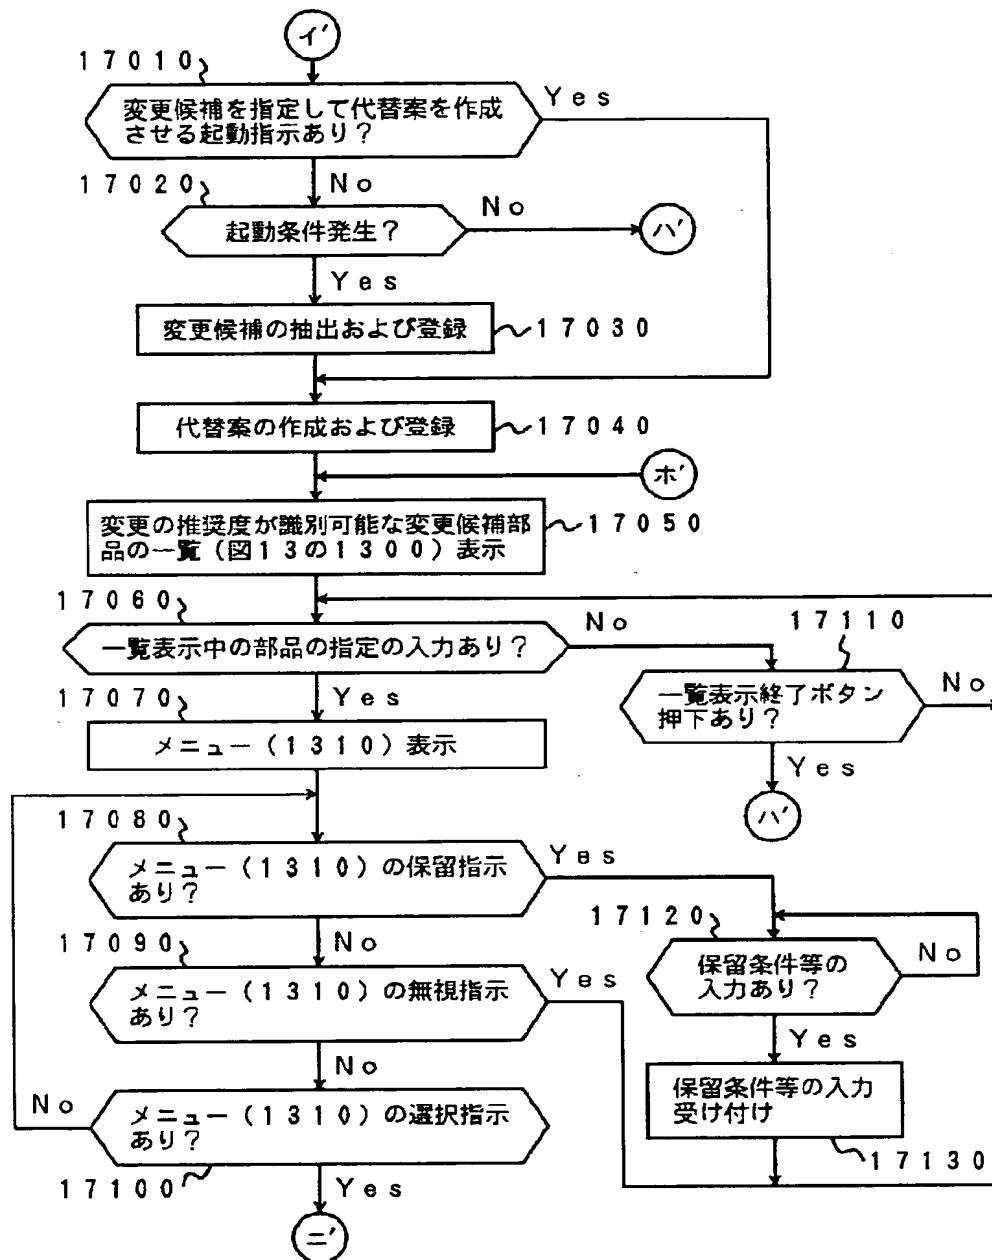 イ′
17010
変更候補を指定して代替案を作成
させる起動指示あり？
Yes
No
17020
起動条件発生？
No
ハ′
Yes
変更候補の抽出および登録
17030
代替案の作成および登録
17040
ホ′
変更の推奨度が識別可能な変更候補部
品の一覧（図13の1300）表示
17050
17060
一覧表示中の部品の指定の入力あり？
No
17110
一覧表示終了ボタン
押下あり？
No
Yes
ハ′
Yes
17070
メニュー（1310）表示
17080
メニュー（1310）の保留指示
あり？
Yes
17120
保留条件等の
入力あり？
No
Yes
保留条件等の入力
受け付け
17130
No
17090
メニュー（1310）の無視指示
あり？
Yes
No
メニュー（1310）の選択指示
あり？
No
17100
Yes
ニ′